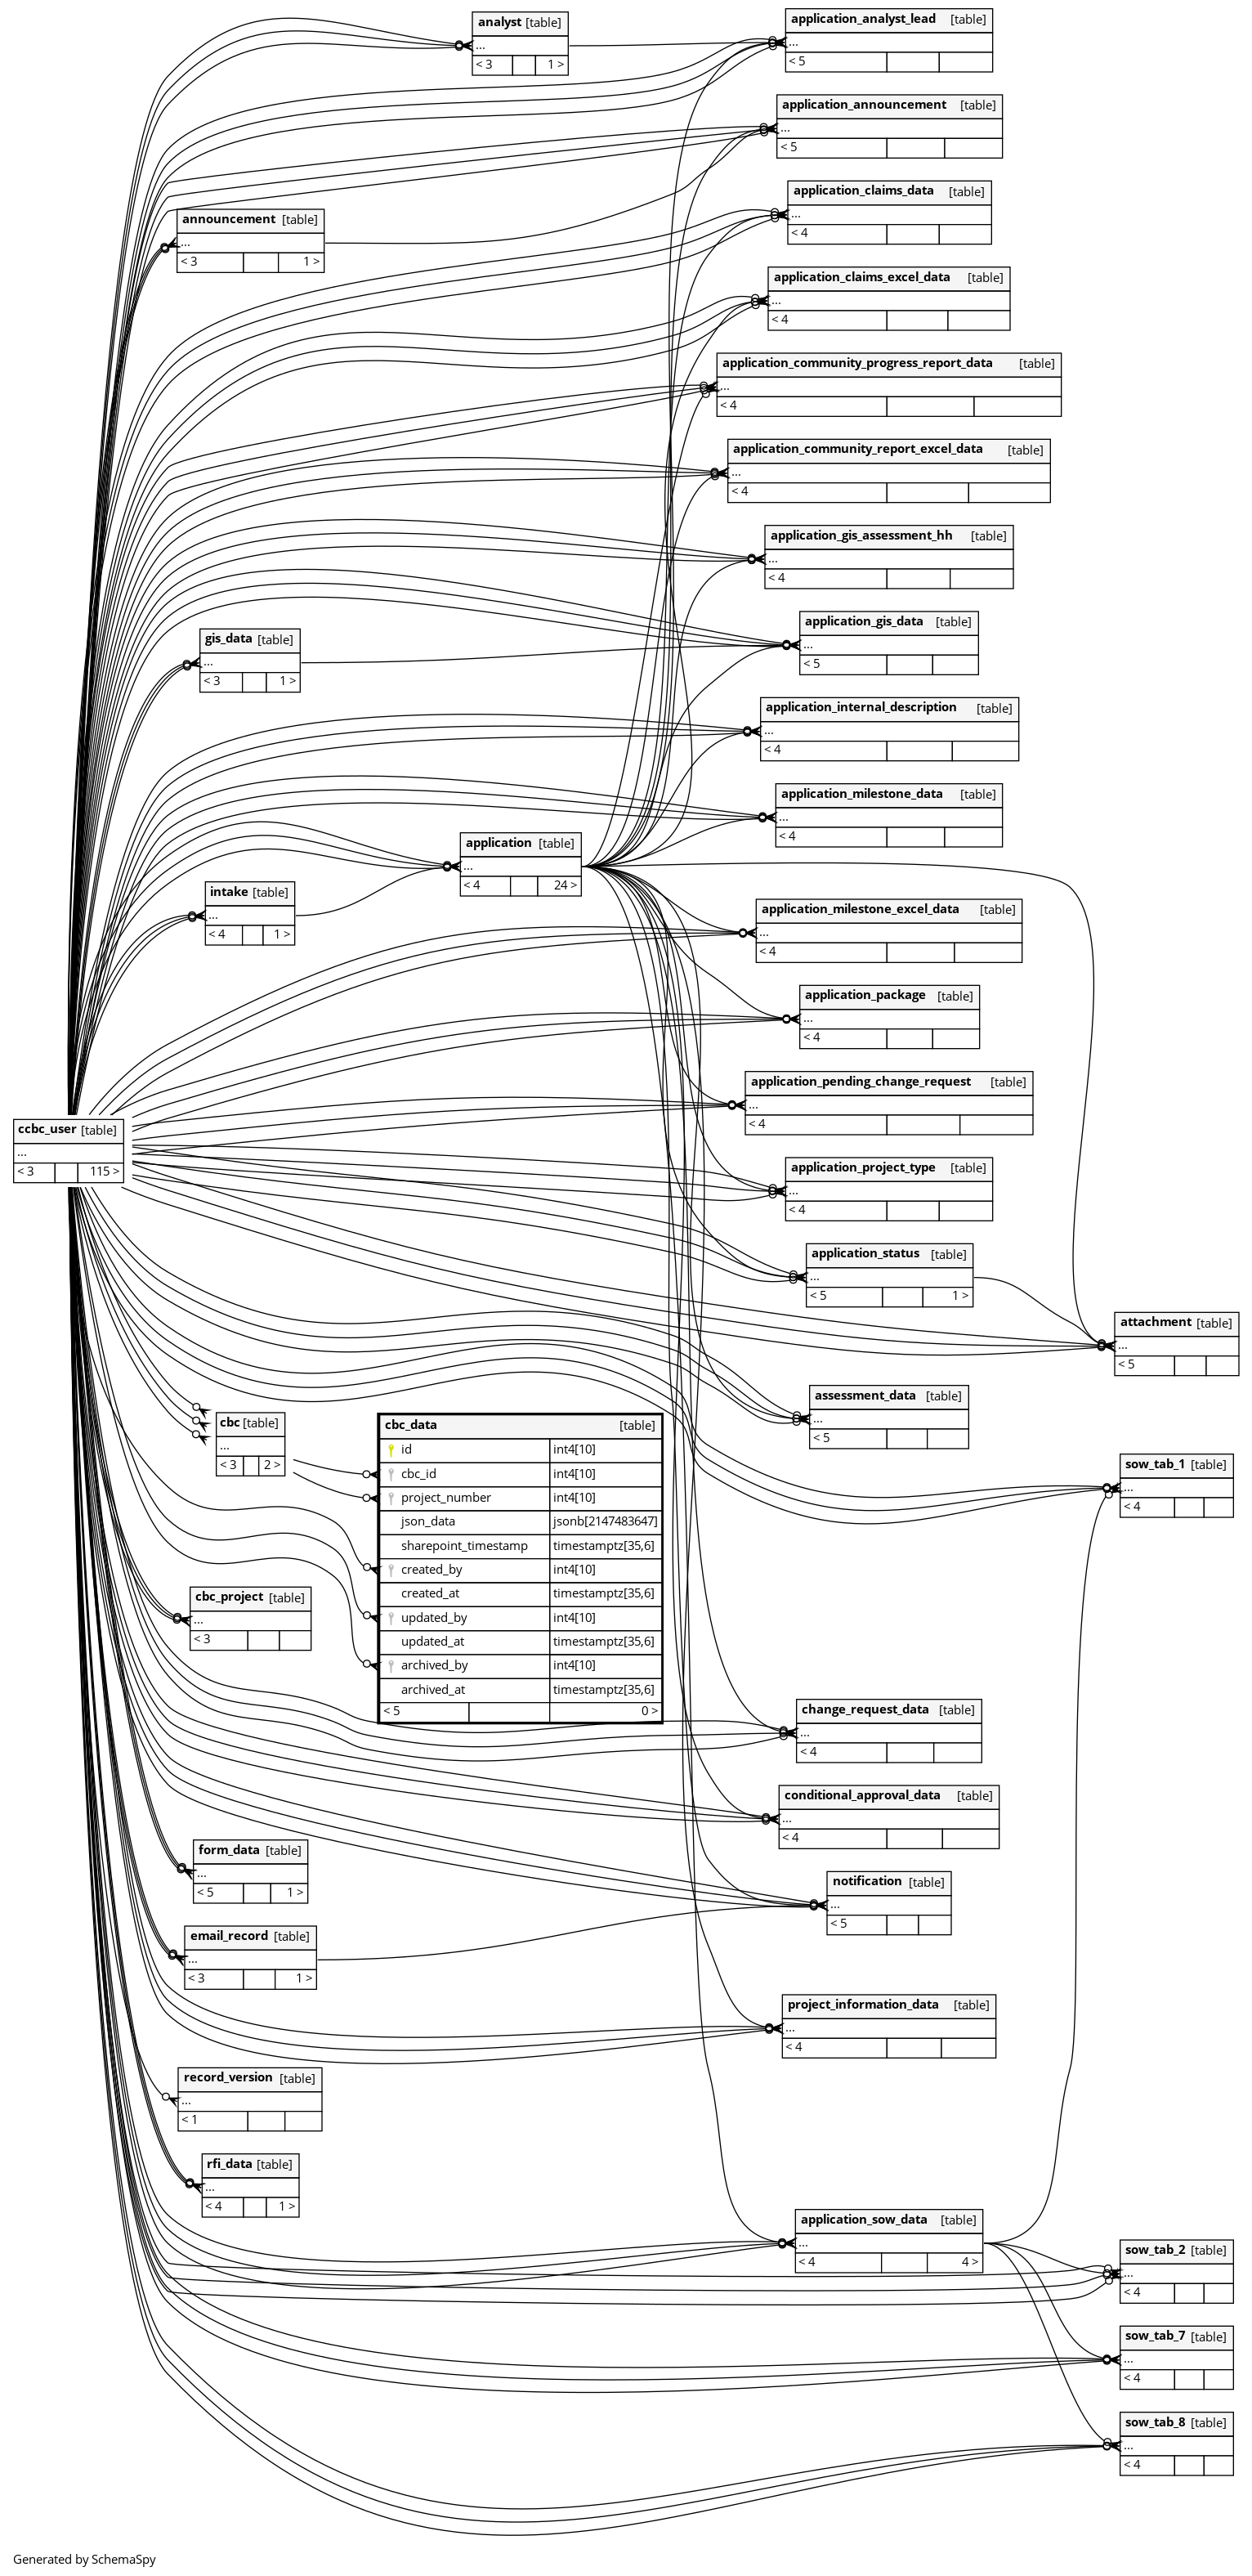 analyst [table]
...
< 3 1 >
application_analyst_lead [table]
...
< 5
application_announcement [table]
...
< 5
application_claims_data [table]
...
< 4
announcement [table]
...
< 3 1 >
application_claims_excel_data [table]
...
< 4
application_community_progress_report_data [table]
...
< 4
application_community_report_excel_data [table]
...
< 4
application_gis_assessment_hh [table]
...
< 4
application_gis_data [table]
...
< 5
gis_data [table]
...
< 3 1 >
application_internal_description [table]
...
< 4
application_milestone_data [table]
...
< 4
application [table]
...
< 4 24 >
intake [table]
...
< 4 1 >
application_milestone_excel_data [table]
...
< 4
application_package [table]
...
< 4
application_pending_change_request [table]
...
< 4
ccbc_user [table]
...
< 3 115 >
application_project_type [table]
...
< 4
application_status [table]
...
< 5 1 >
attachment [table]
...
< 5
assessment_data [table]
...
< 5
cbc [table]
...
< 3 2 >
cbc_data [table]
id int4[10]
cbc_id int4[10]
project_number int4[10]
json_data jsonb[2147483647]
sharepoint_timestamp timestamptz[35,6]
created_by int4[10]
created_at timestamptz[35,6]
updated_by int4[10]
updated_at timestamptz[35,6]
archived_by int4[10]
archived_at timestamptz[35,6]
< 5 0 >
sow_tab_1 [table]
...
< 4
cbc_project [table]
...
< 3
change_request_data [table]
...
< 4
conditional_approval_data [table]
...
< 4
form_data [table]
...
< 5 1 >
notification [table]
...
< 5
email_record [table]
...
< 3 1 >
project_information_data [table]
...
< 4
record_version [table]
...
< 1
rfi_data [table]
...
< 4 1 >
application_sow_data [table]
...
< 4 4 >
sow_tab_2 [table]
...
< 4
sow_tab_7 [table]
...
< 4
sow_tab_8 [table]
...
< 4
Generated by SchemaSpy